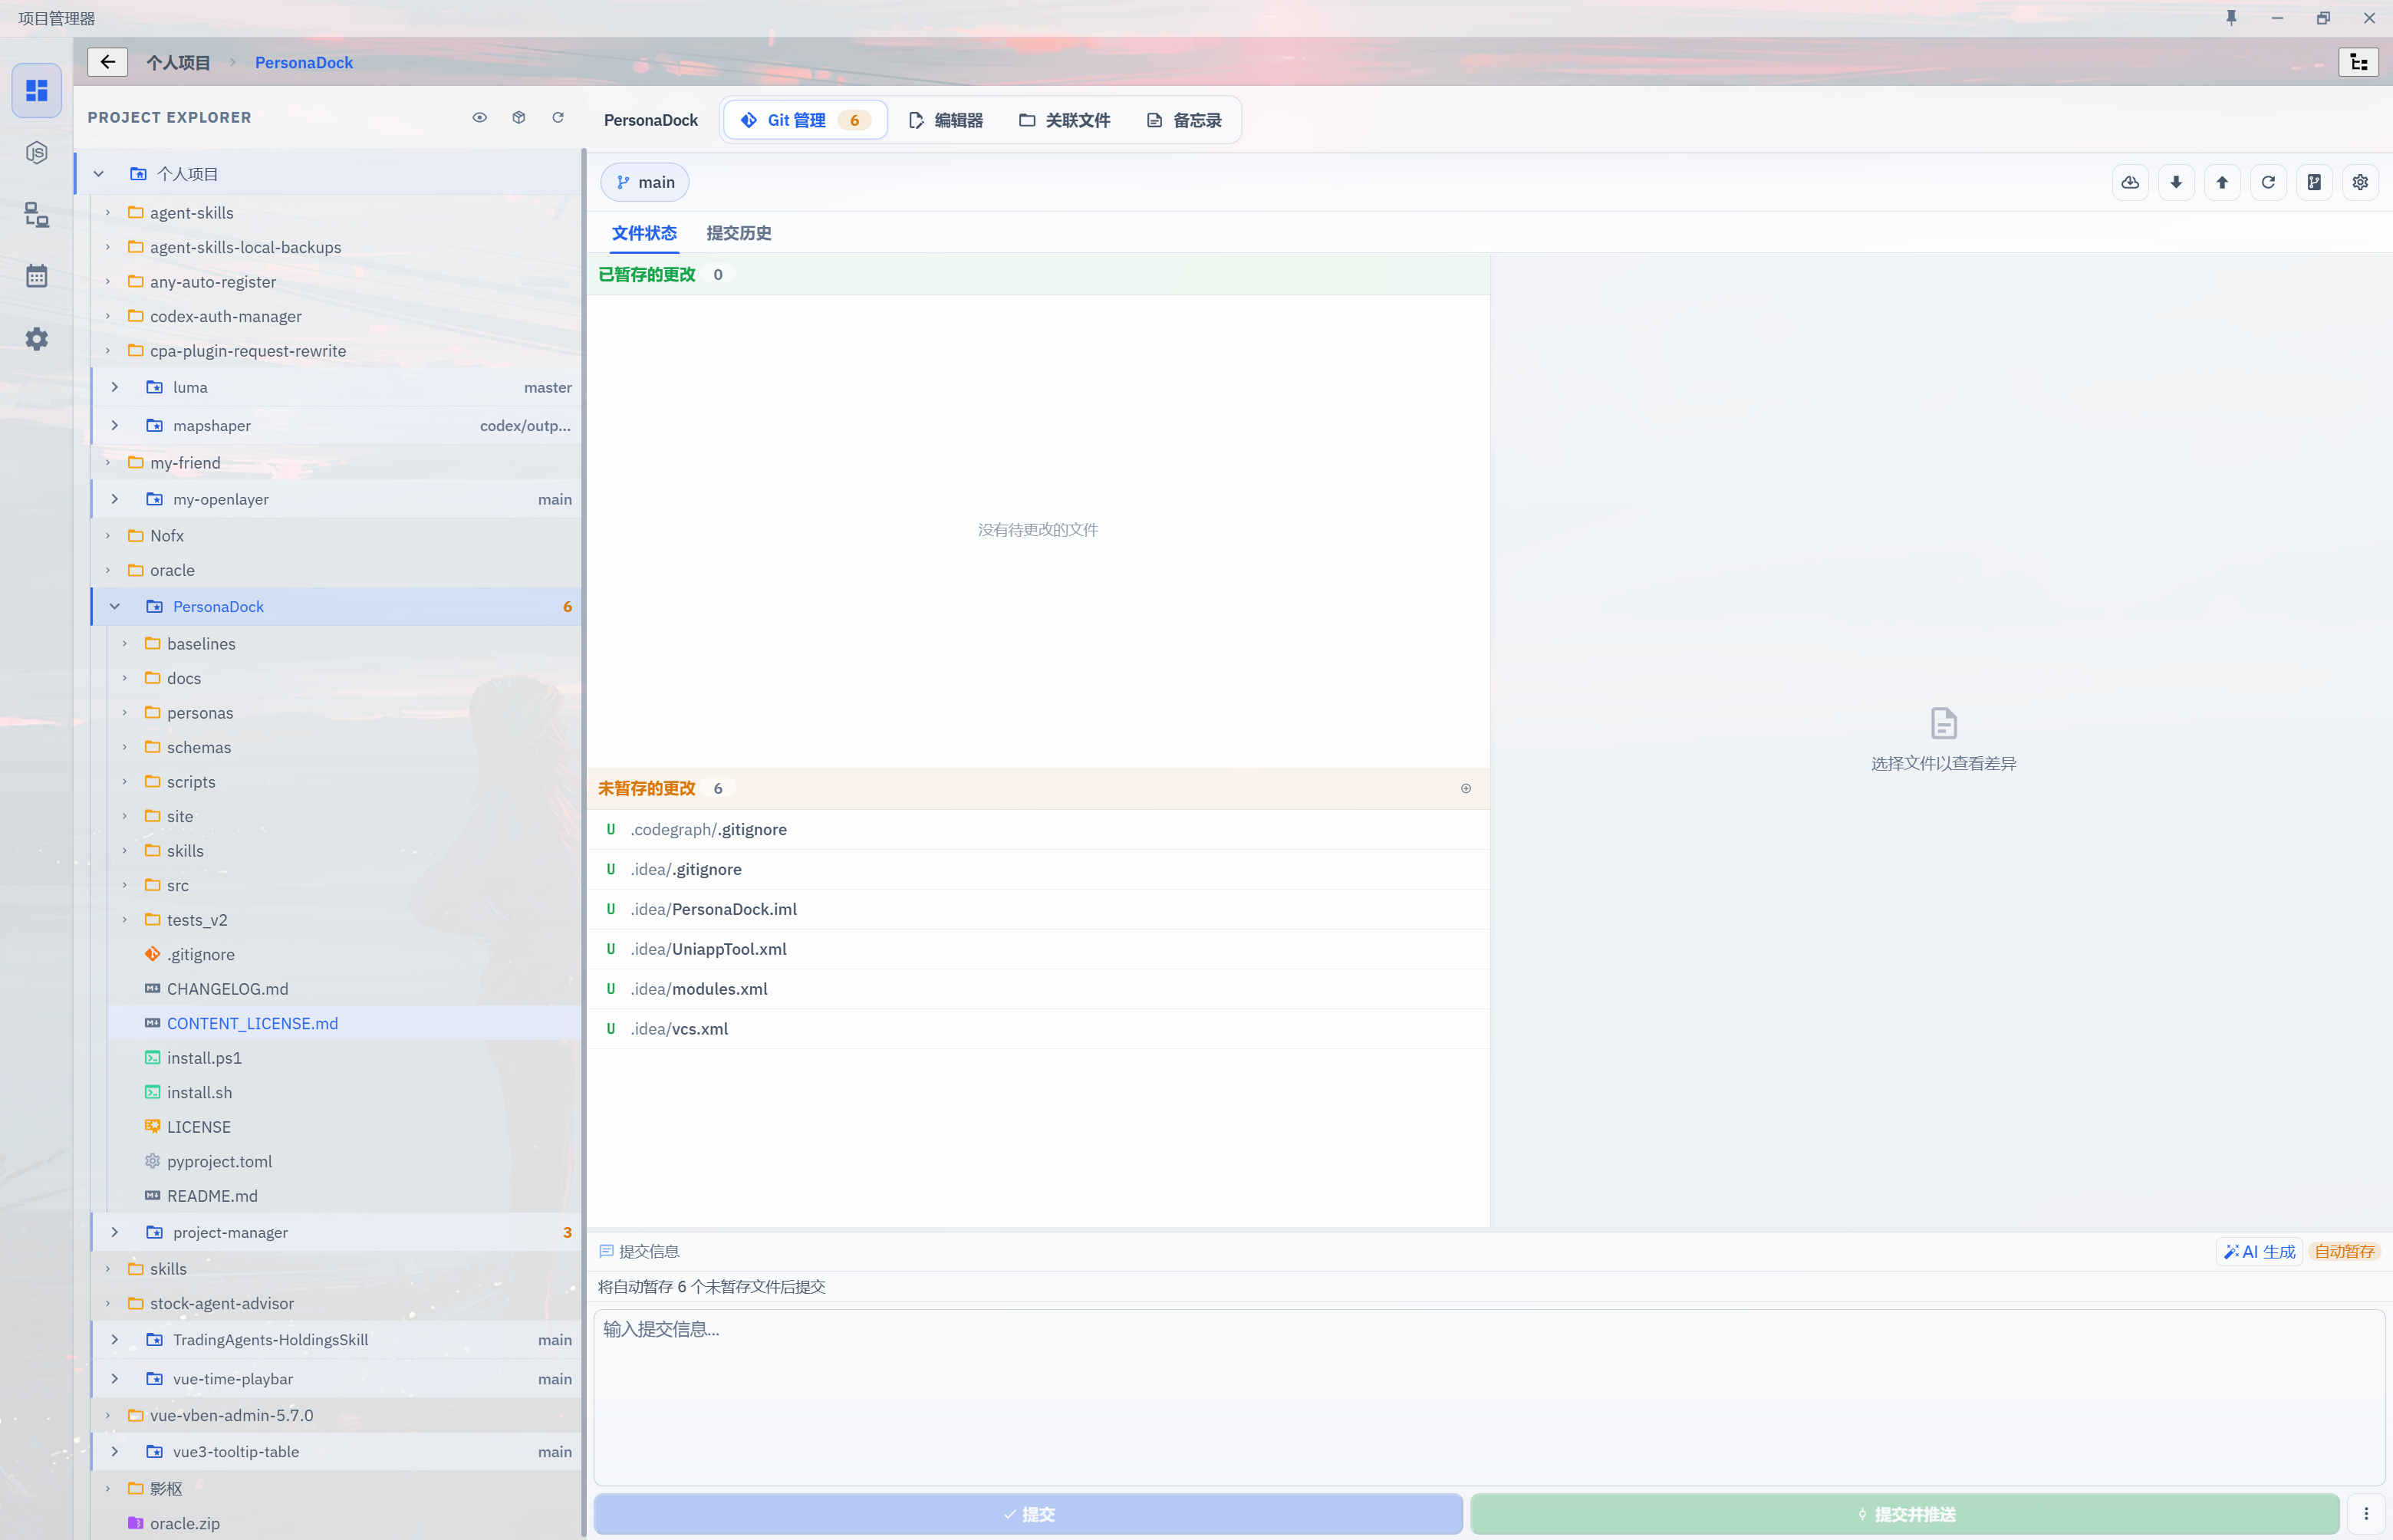 项目管理器
个人项目 › PersonaDock
PROJECT EXPLORER
个人项目
agent-skills
agent-skills-local-backups
any-auto-register
codex-auth-manager
cpa-plugin-request-rewrite
luma master
mapshaper codex/outp...
my-friend
my-openlayer main
Nofx
oracle
PersonaDock 6
baselines
docs
personas
schemas
scripts
site
skills
src
tests_v2
.gitignore
CHANGELOG.md
CONTENT_LICENSE.md
install.ps1
install.sh
LICENSE
pyproject.toml
README.md
project-manager 3
skills
stock-agent-advisor
TradingAgents-HoldingsSkill main
vue-time-playbar main
vue-vben-admin-5.7.0
vue3-tooltip-table main
影枢
oracle.zip
PersonaDock Git 管理 6 编辑器 关联文件 备忘录
main
文件状态 提交历史
已暂存的更改 0
没有待更改的文件
未暂存的更改 6
U .codegraph/.gitignore
U .idea/.gitignore
U .idea/PersonaDock.iml
U .idea/UniappTool.xml
U .idea/modules.xml
U .idea/vcs.xml
选择文件以查看差异
提交信息 AI 生成 自动暂存
将自动暂存 6 个未暂存文件后提交
输入提交信息...
提交 提交并推送